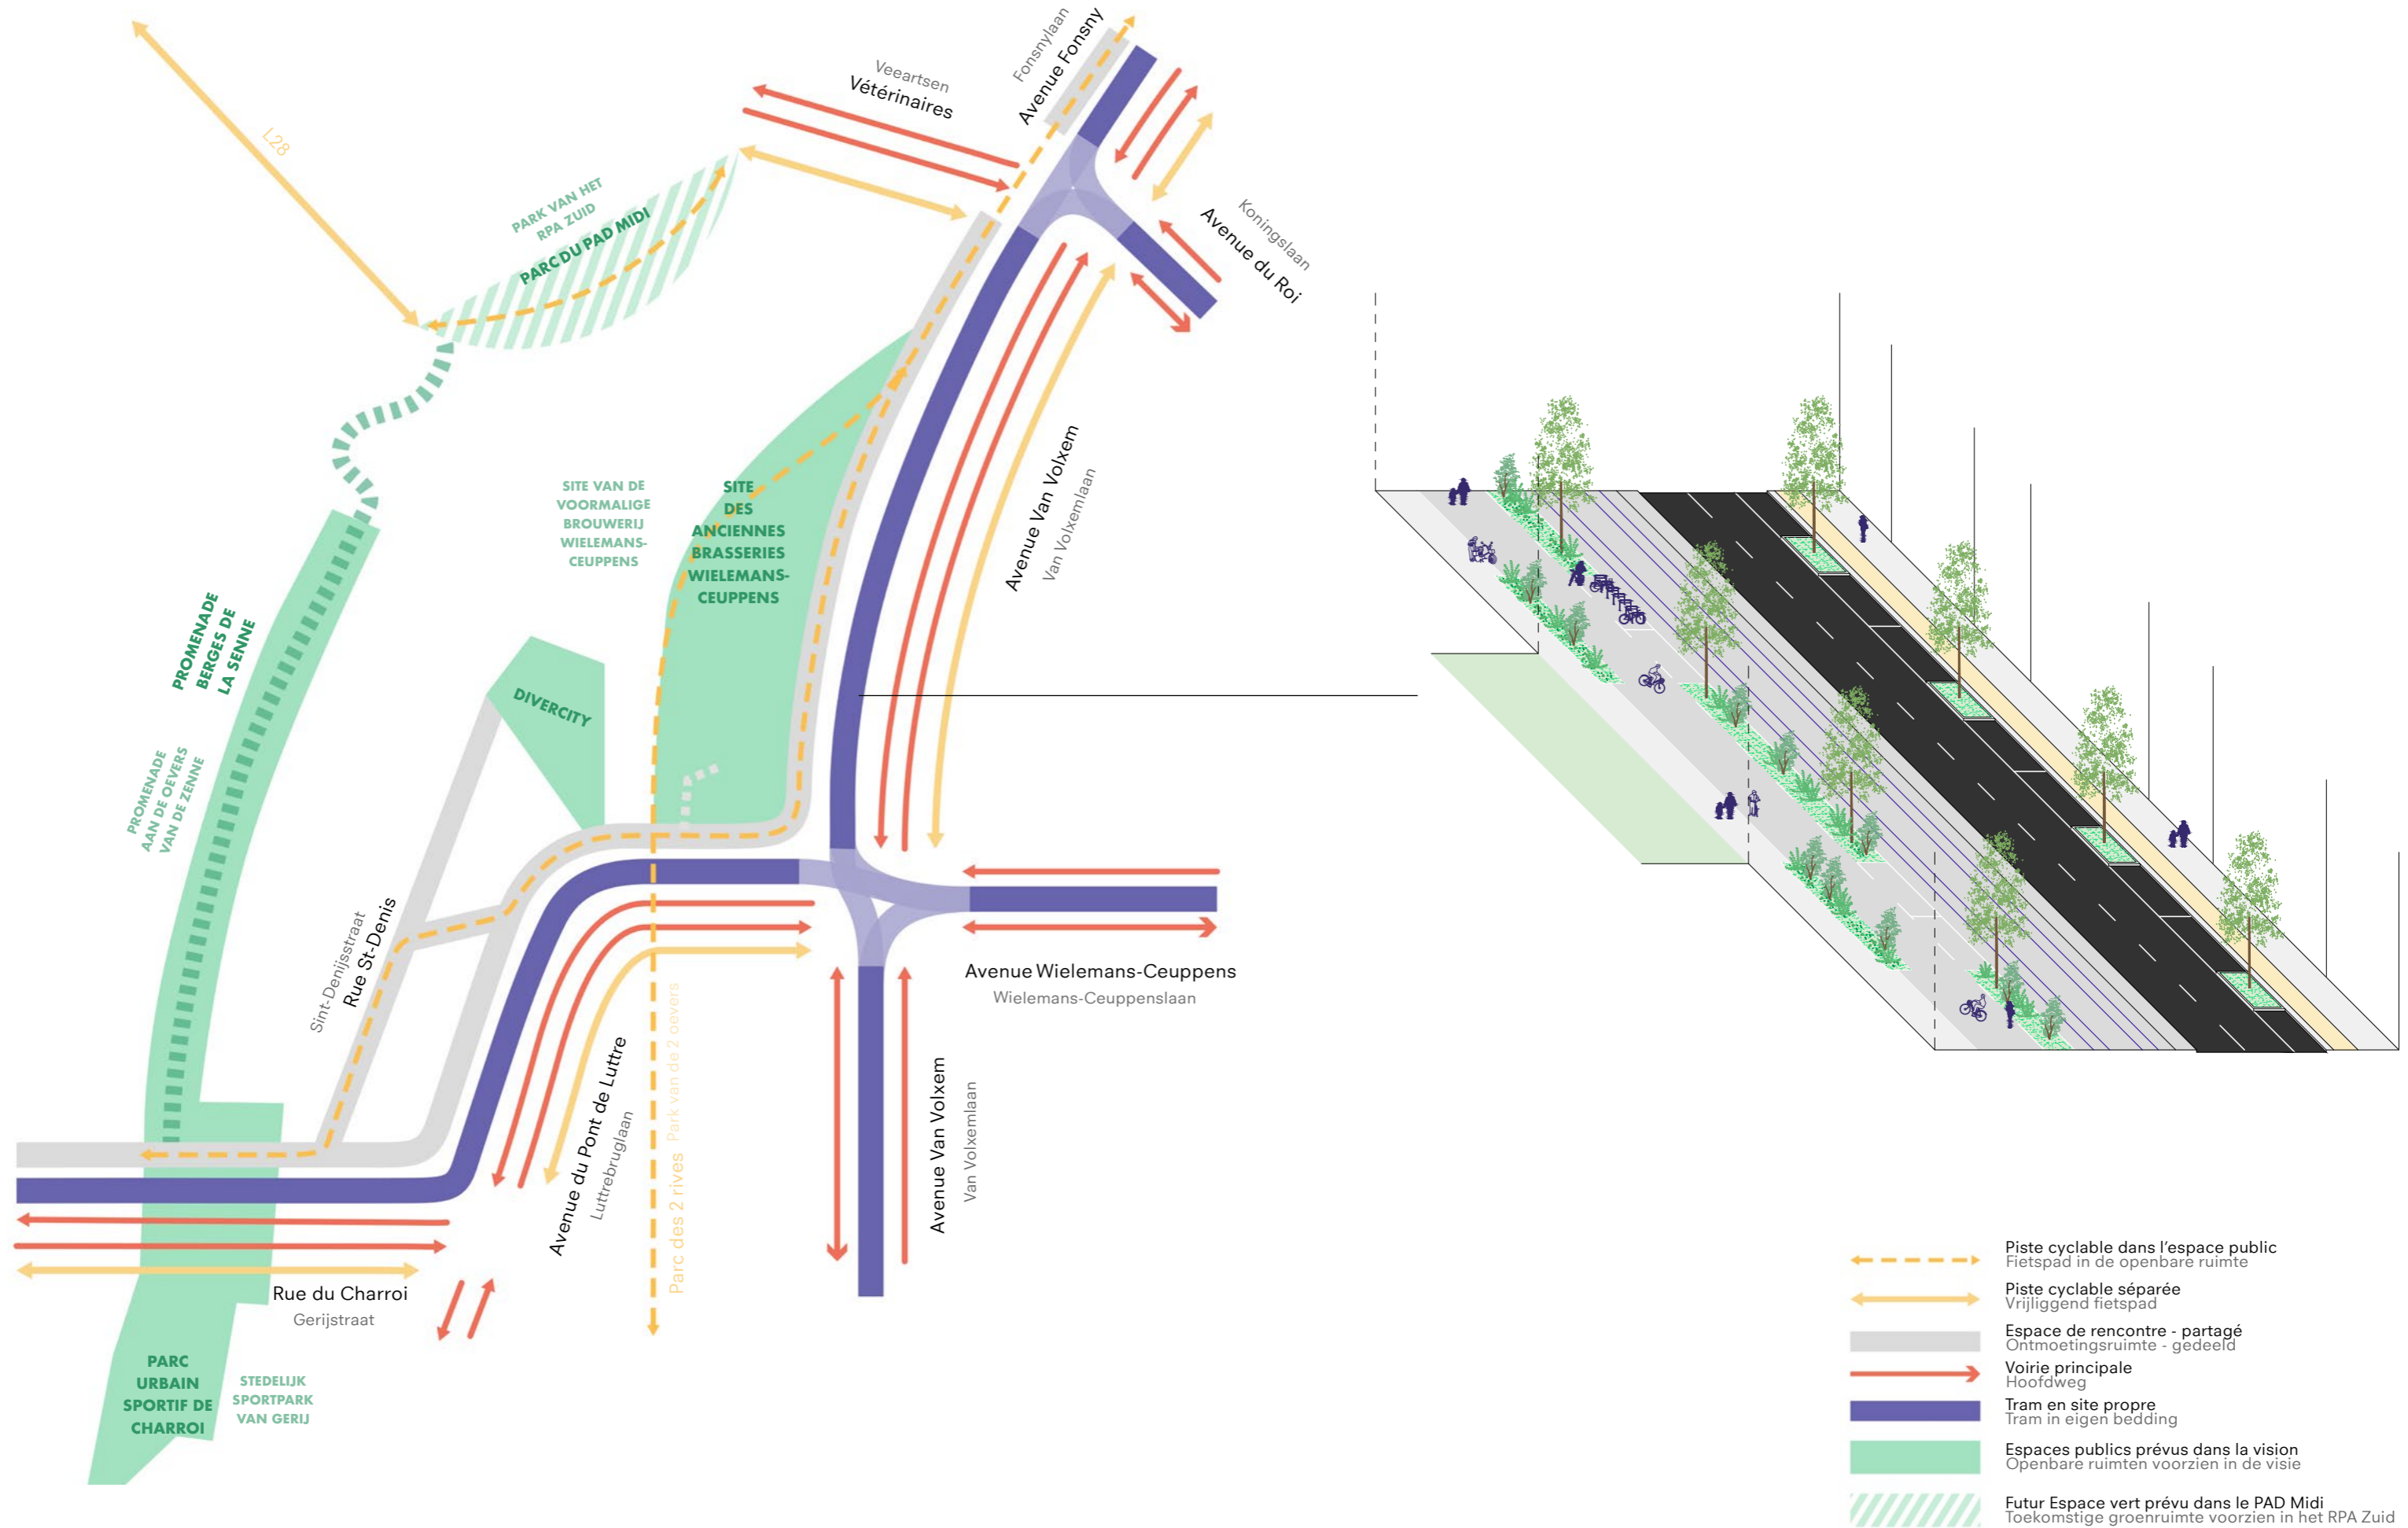 L28
Veeartsen
Vétérinaires
Fonsnylaan
Avenue Fonsny
Koningslaan
Avenue du Roi
PARK VAN HET
RPA ZUID
PARC DU PAD MIDI
SITE VAN DE
VOORMALIGE
BROUWERIJ
WIELEMANS-
CEUPPENS
SITE
DES
ANCIENNES
BRASSERIES
WIELEMANS-
CEUPPENS
Avenue Van Volxem
Van Volxemlaan
PROMENADE
BERGES DE
LA SENNE
PROMENADE
AAN DE OEVERS
VAN DE ZENNE
DIVERCITY
Sint-Denijsstraat
Rue St-Denis
Avenue Wielemans-Ceuppens
Wielemans-Ceuppenslaan
Avenue du Pont de Luttre
Luttrebruglaan
Parc des 2 rives Park van de 2 oevers
Avenue Van Volxem
Van Volxemlaan
Rue du Charroi
Gerijstraat
PARC
URBAIN
SPORTIF DE
CHARROI
STEDELIJK
SPORTPARK
VAN GERIJ
Piste cyclable dans l'espace public
Fietspad in de openbare ruimte
Piste cyclable séparée
Vrijliggend fietspad
Espace de rencontre - partagé
Ontmoetingsruimte - gedeeld
Voirie principale
Hoofdweg
Tram en site propre
Tram in eigen bedding
Espaces publics prévus dans la vision
Openbare ruimten voorzien in de visie
Futur Espace vert prévu dans le PAD Midi
Toekomstige groenruimte voorzien in het RPA Zuid